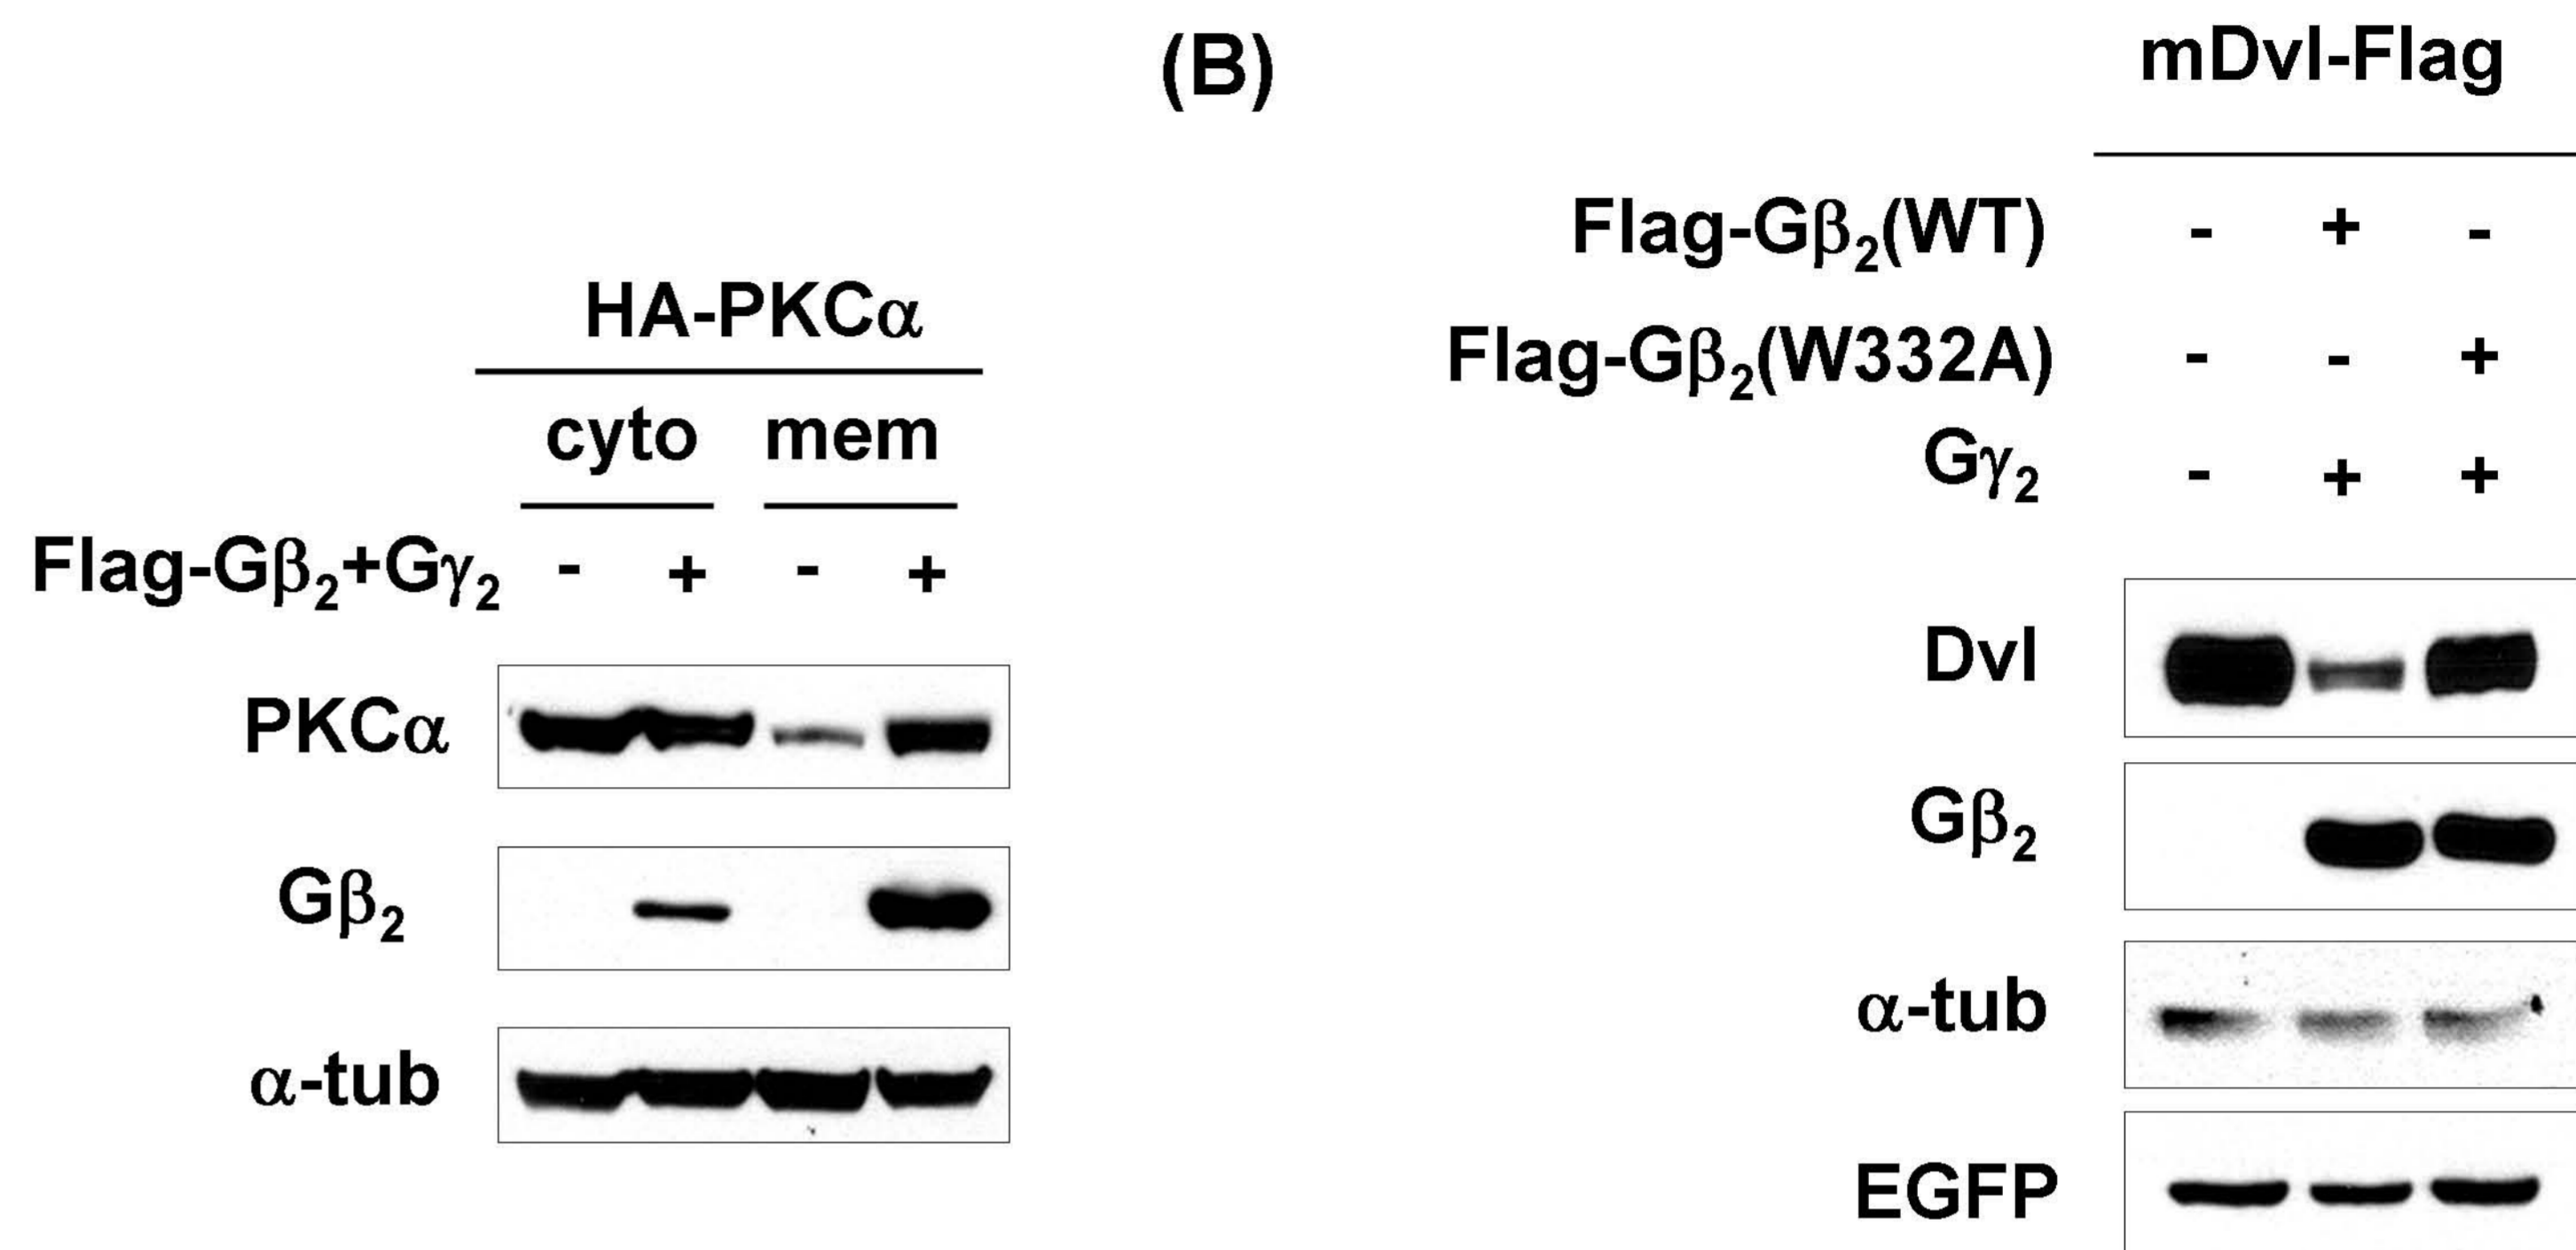 HA-PKCα
cyto mem
Flag-Gβ₂+Gγ₂ - + - +
PKCα
Gβ₂
α-tub
(B)
mDvl-Flag
Flag-Gβ₂(WT) - + -
Flag-Gβ₂(W332A) - - +
Gγ₂ - + +
Dvl
Gβ₂
α-tub
EGFP